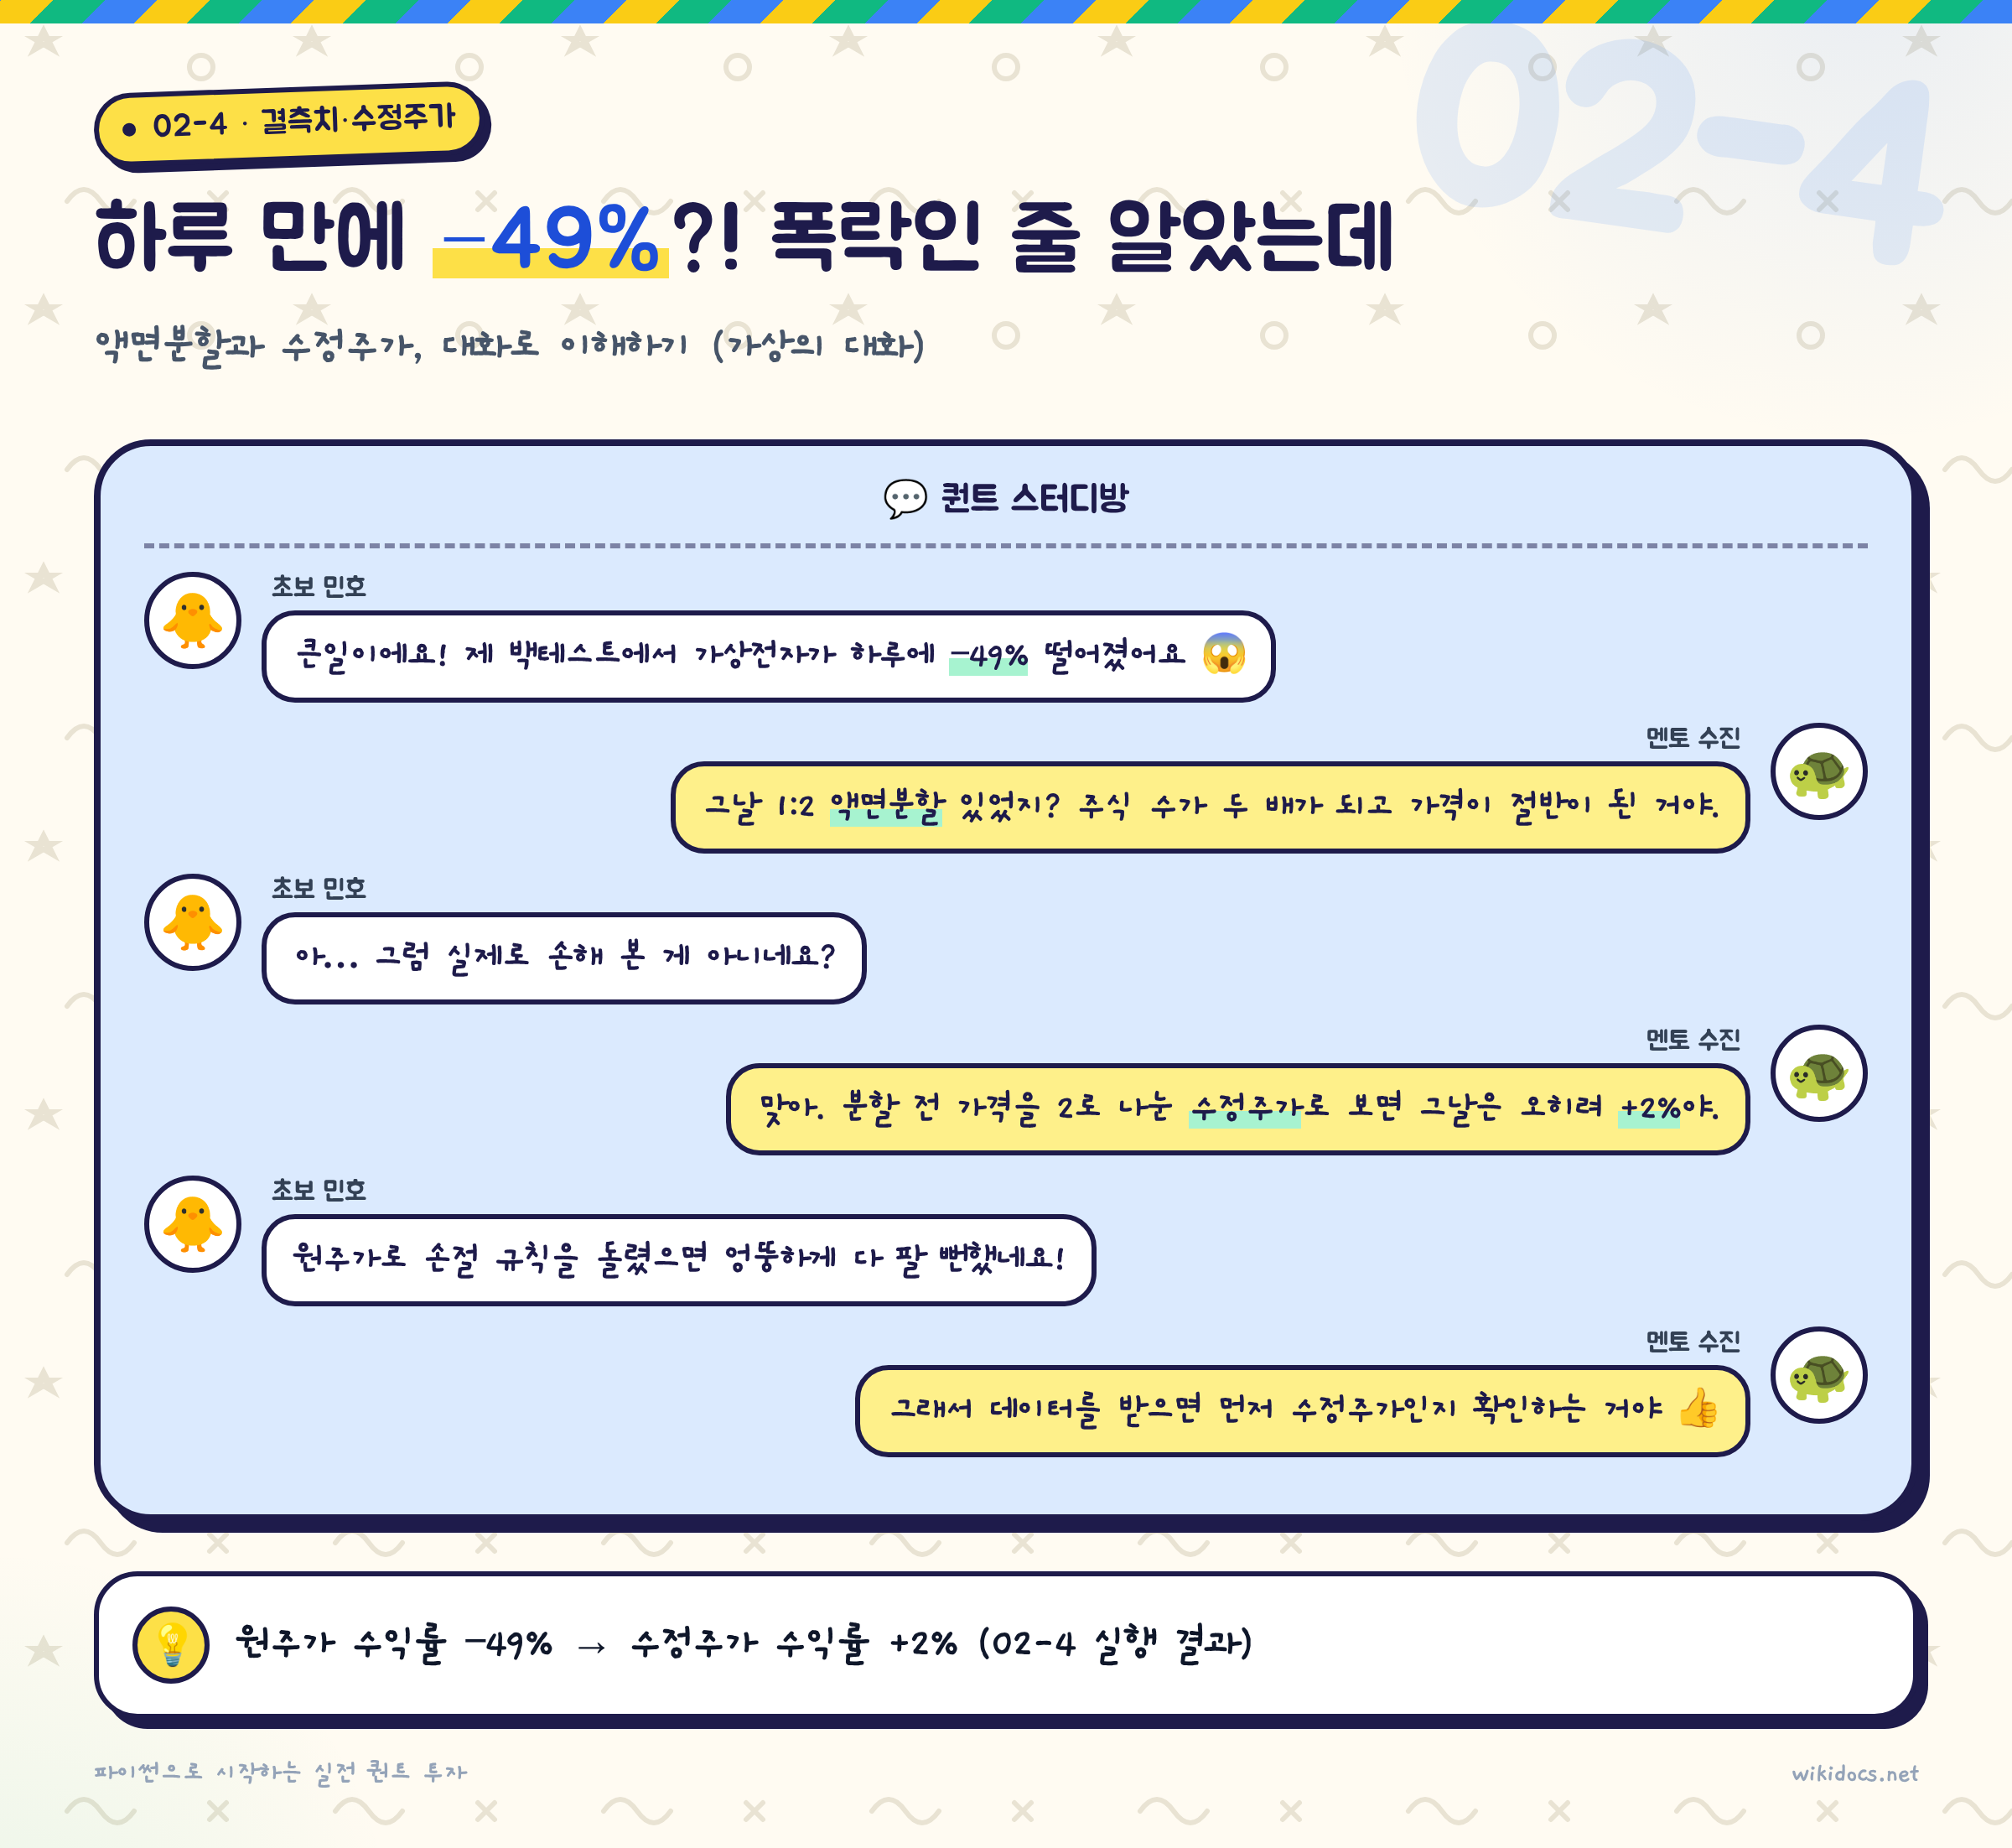 02-4
02-4 · 결측치·수정주가
하루 만에 −49%?! 폭락인 줄 알았는데
액면분할과 수정주가, 대화로 이해하기 (가상의 대화)
💬 퀀트 스터디방
초보 민호
큰일이에요! 제 백테스트에서 가상전자가 하루에 −49% 떨어졌어요 😱
멘토 수진
그날 1:2 액면분할 있었지? 주식 수가 두 배가 되고 가격이 절반이 된 거야.
초보 민호
아... 그럼 실제로 손해 본 게 아니네요?
멘토 수진
맞아. 분할 전 가격을 2로 나눈 수정주가로 보면 그날은 오히려 +2%야.
초보 민호
원주가로 손절 규칙을 돌렸으면 엉뚱하게 다 팔 뻔했네요!
멘토 수진
그래서 데이터를 받으면 먼저 수정주가인지 확인하는 거야 👍
💡 원주가 수익률 −49% → 수정주가 수익률 +2% (02-4 실행 결과)
파이썬으로 시작하는 실전 퀀트 투자
wikidocs.net